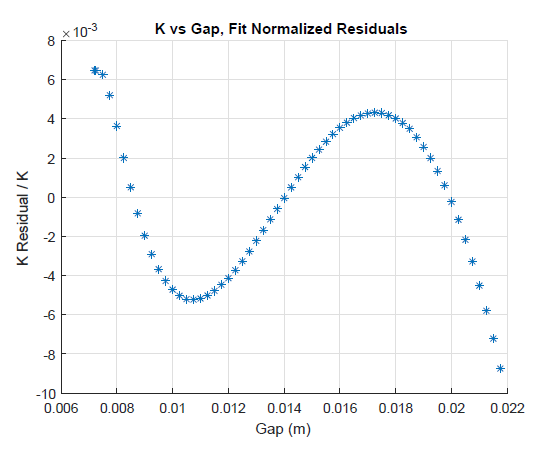 K vs Gap, Fit Normalized Residuals
×10⁻³
8
6
4
2
0
-2
-4
-6
-8
-10
K Residual / K
0.006 0.008 0.01 0.012 0.014 0.016 0.018 0.02 0.022
Gap (m)